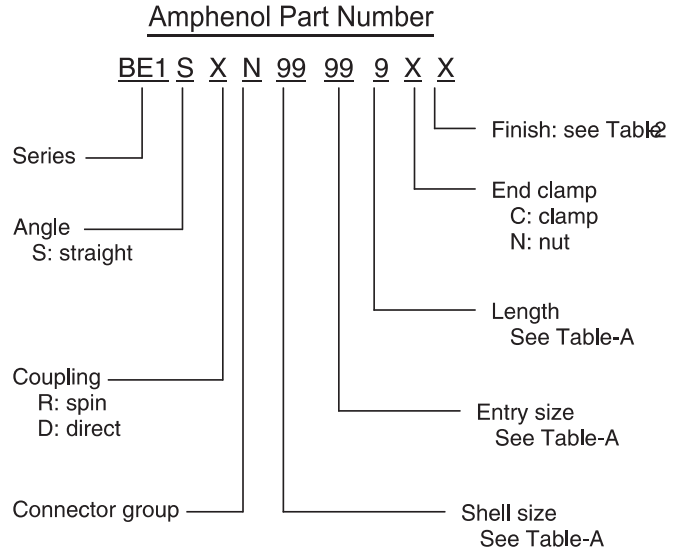 Amphenol Part Number
BE1 S X N 99 99 9 X X
Finish: see Table2
Series
End clamp
C: clamp
N: nut
Angle
S: straight
Length
See Table-A
Coupling
R: spin
D: direct
Entry size
See Table-A
Connector group
Shell size
See Table-A